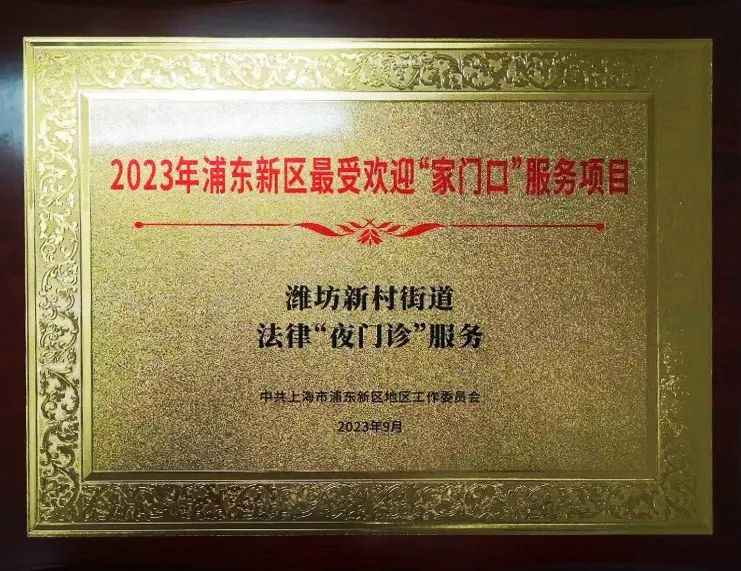 2023年浦东新区最受欢迎“家门口”服务项目
潍坊新村街道
法律“夜门诊”服务
中共上海市浦东新区地区工作委员会
2023年9月